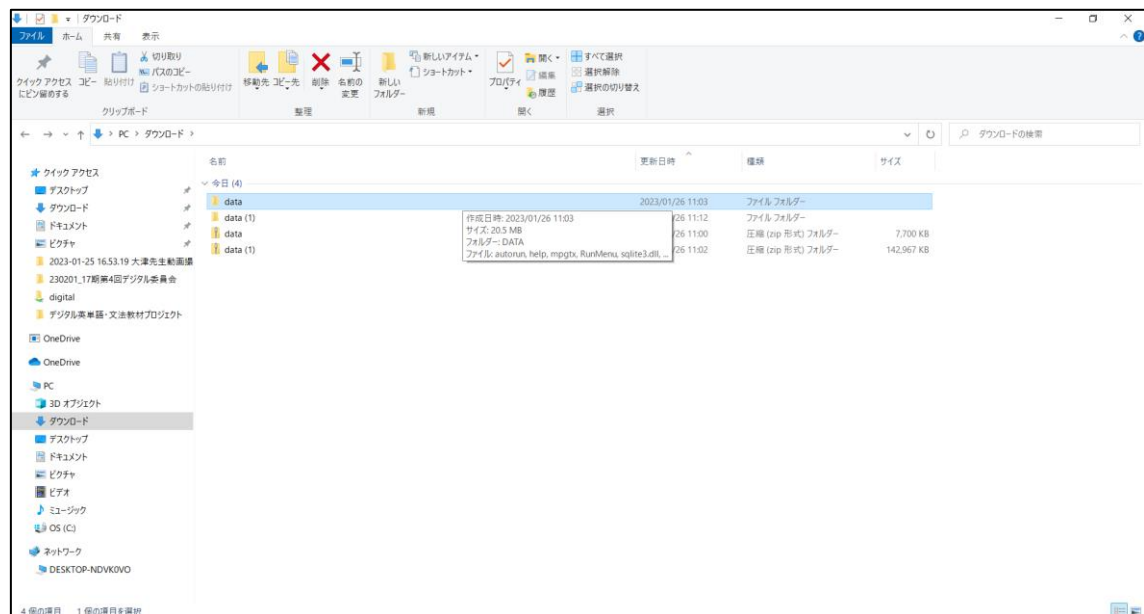 ダウンロード
ファイル ホーム 共有 表示
クイック アクセスにピン留めする
コピー
貼り付け
切り取り
パスのコピー
ショートカットの貼り付け
クリップボード
移動先 コピー先 削除 名前の変更
整理
新しいフォルダー
新しいアイテム
ショートカット
新規
プロパティ
開く
編集
履歴
開く
すべて選択
選択解除
選択の切り替え
選択
PC > ダウンロード >
ダウンロードの検索
名前 更新日時 種類 サイズ
今日 (4)
data 2023/01/26 11:03 ファイル フォルダー
data (1) /26 11:12 ファイル フォルダー
data /26 11:00 圧縮 (zip 形式) フォルダー 7,700 KB
data (1) /26 11:02 圧縮 (zip 形式) フォルダー 142,967 KB
作成日時: 2023/01/26 11:03
サイズ: 20.5 MB
フォルダー: DATA
ファイル: autorun, help, mpgtx, RunMenu, sqlite3.dll, ...
クイック アクセス
デスクトップ
ダウンロード
ドキュメント
ピクチャ
2023-01-25 16.53.19 大津先生動画撮
230201_17期第4回デジタル委員会
digital
デジタル英単語・文法教材プロジェクト
OneDrive
OneDrive
PC
3D オブジェクト
ダウンロード
デスクトップ
ドキュメント
ピクチャ
ビデオ
ミュージック
OS (C:)
ネットワーク
DESKTOP-NDVK0VO
4 個の項目 1 個の項目を選択